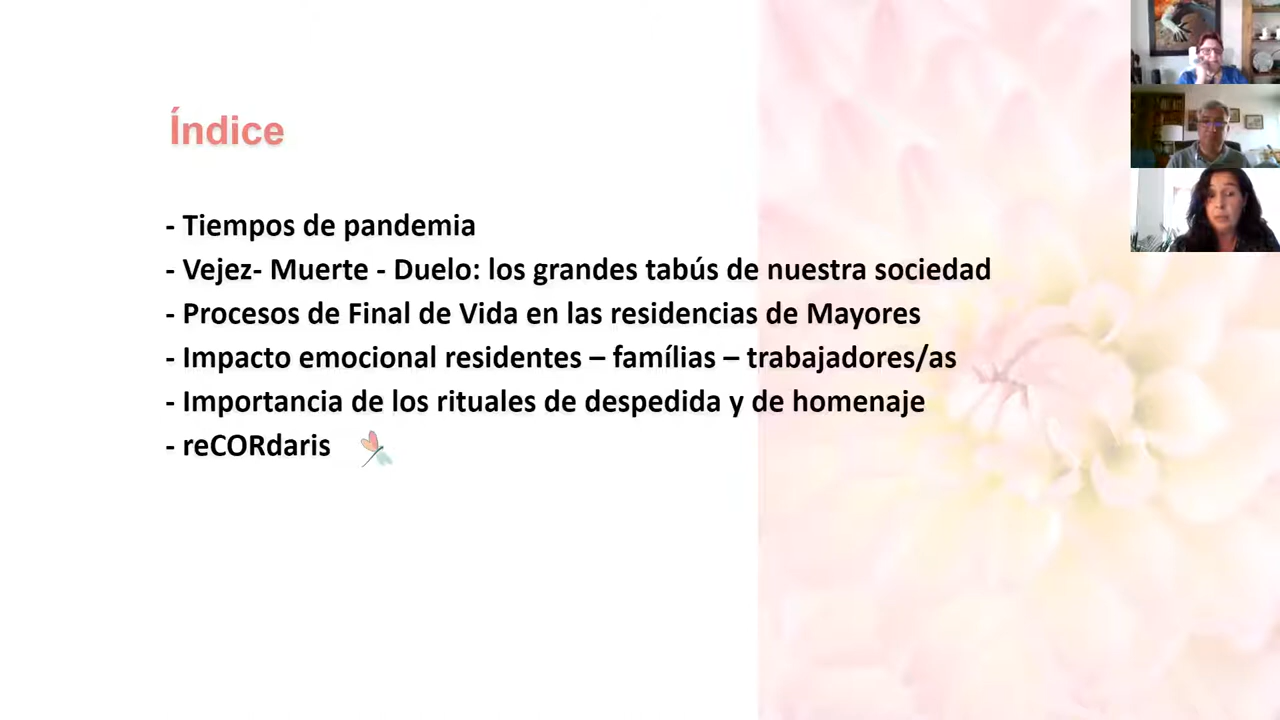 Índice
- Tiempos de pandemia
- Vejez- Muerte - Duelo: los grandes tabús de nuestra sociedad
- Procesos de Final de Vida en las residencias de Mayores
- Impacto emocional residentes – famílias – trabajadores/as
- Importancia de los rituales de despedida y de homenaje
- reCORdaris